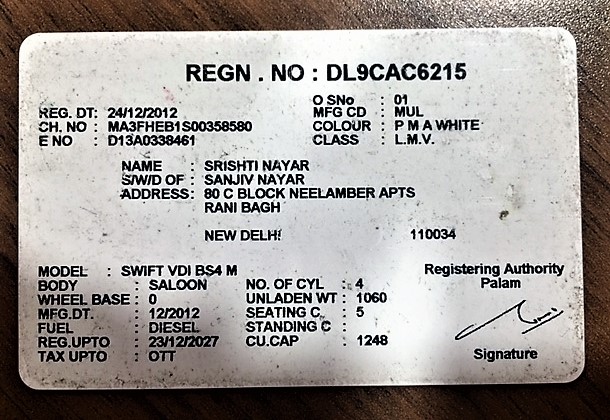 REGN . NO : DL9CAC6215
O SNo : 01
REG. DT: 24/12/2012 MFG CD : MUL
CH. NO : MA3FHEB1S00358580 COLOUR : P M A WHITE
E NO : D13A0338461 CLASS : L.M.V.
NAME : SRISHTI NAYAR
S/W/D OF : SANJIV NAYAR
ADDRESS: 80 C BLOCK NEELAMBER APTS
RANI BAGH
NEW DELHI 110034
MODEL : SWIFT VDI BS4 M Registering Authority
BODY : SALOON NO. OF CYL : 4 Palam
WHEEL BASE : 0 UNLADEN WT : 1060
MFG.DT. : 12/2012 SEATING C. : 5
FUEL : DIESEL STANDING C :
REG.UPTO : 23/12/2027 CU.CAP : 1248
TAX UPTO : OTT Signature